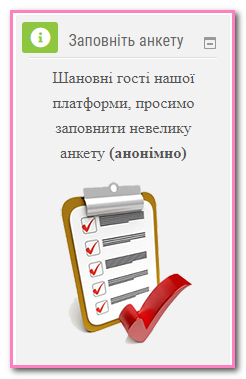 Заповніть анкету
Шановні гості нашої
платформи, просимо
заповнити невелику
анкету (анонімно)